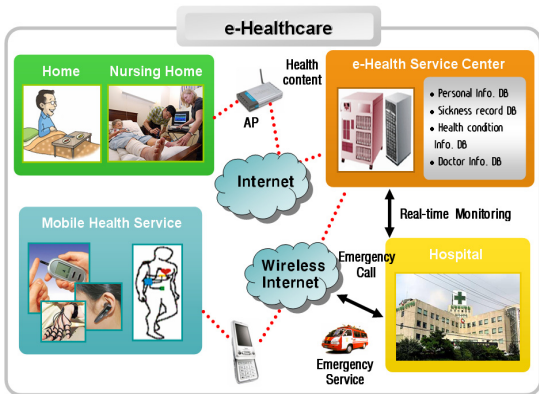 e-Healthcare
Home
Nursing Home
Health
content
AP
e-Health Service Center
Personal Info. DB
Sickness record DB
Health condition
Info. DB
Doctor Info. DB
Internet
Real-time Monitoring
Mobile Health Service
Wireless
Internet
Emergency
Call
Hospital
Emergency
Service